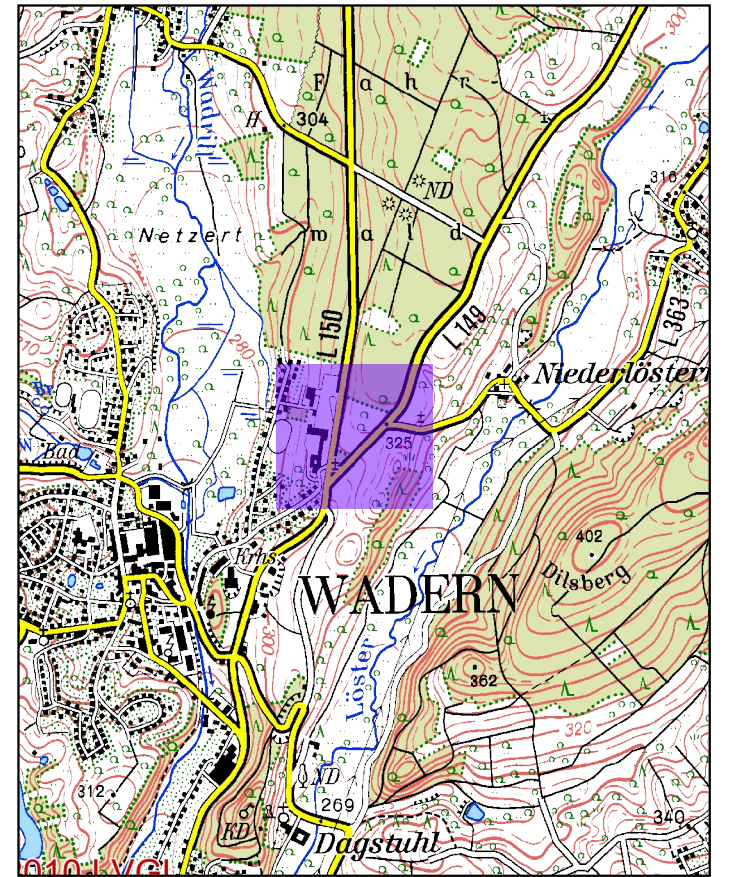 300
Wadrill
F a h r -
H
304
316
ND
Netzert
w a l d
L 150
L 149
L 363
280
Niederlöstern
325
Bad
402
Krhs
Dilsberg
WADERN
300
362
Löster
320
312
ND
269
340
KD
Dagstuhl